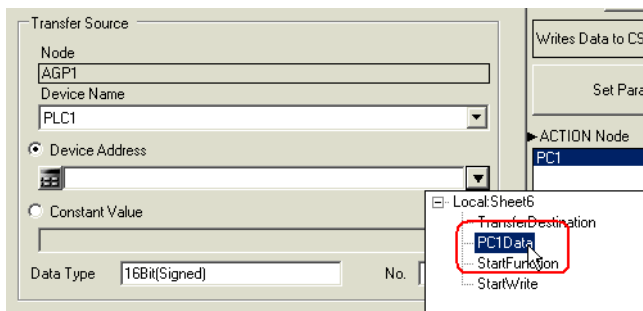 Transfer Source
Node
AGP1
Device Name
PLC1
Device Address
Constant Value
Data Type 16Bit(Signed) No.
Writes Data to CS
Set Para
ACTION Node
PC1
Local:Sheet6
TransferDestination
PC1Data
StartFunction
StartWrite